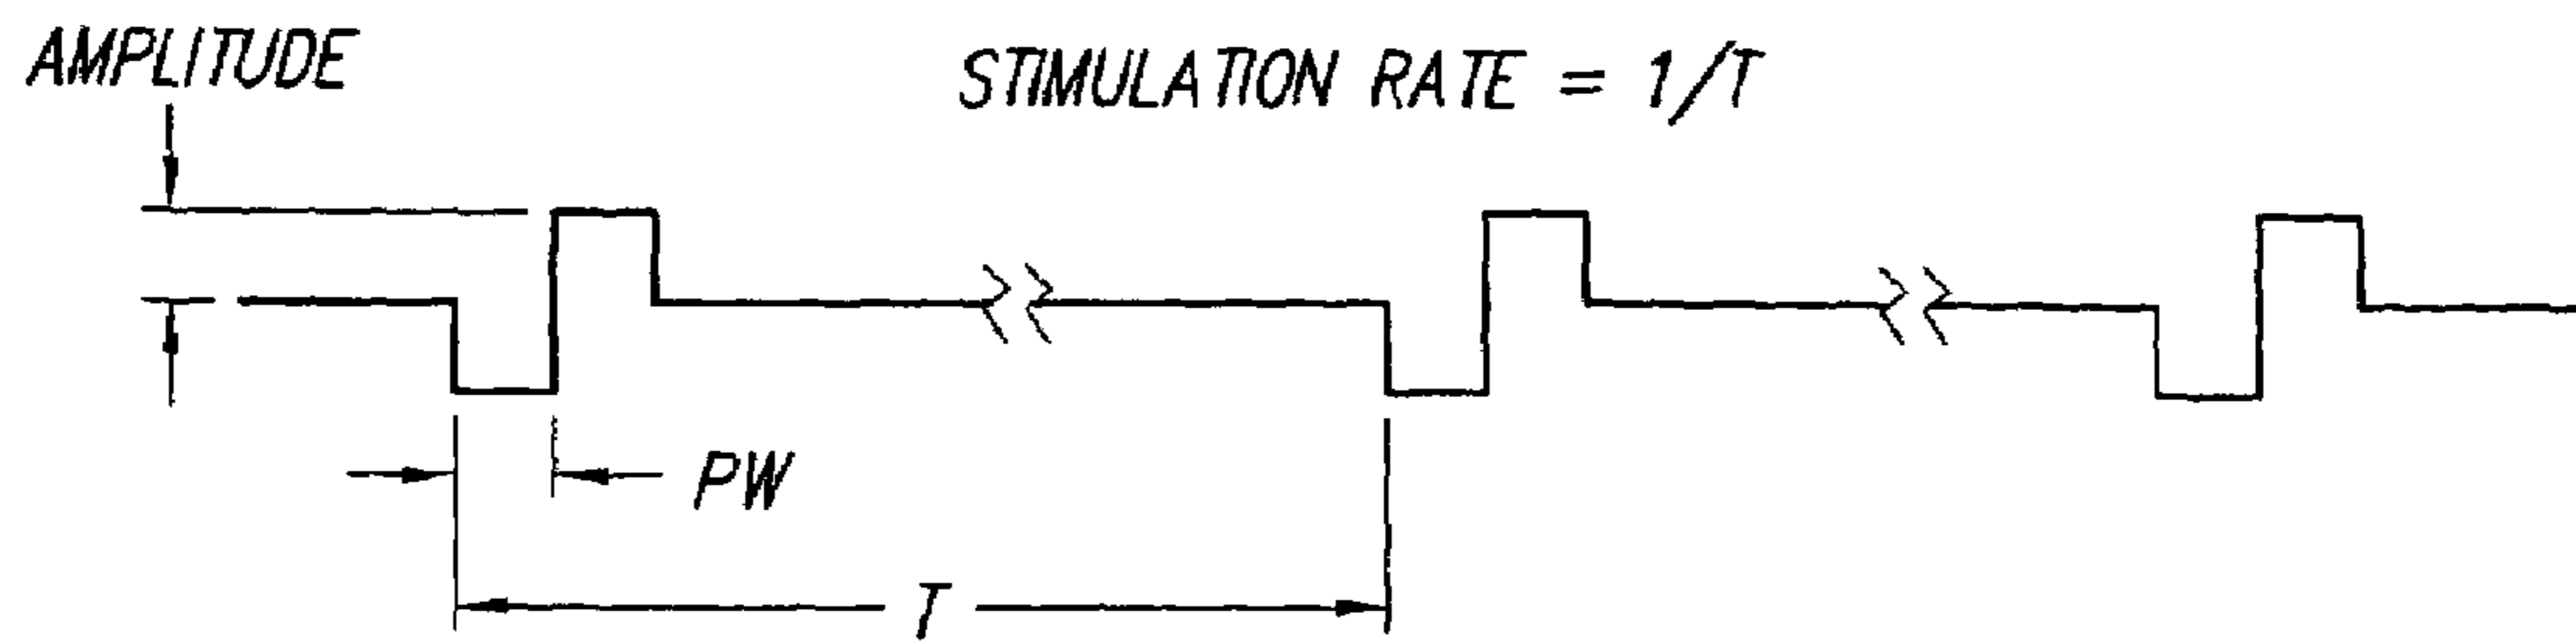 AMPLITUDE
STIMULATION RATE = 1/T
PW
T